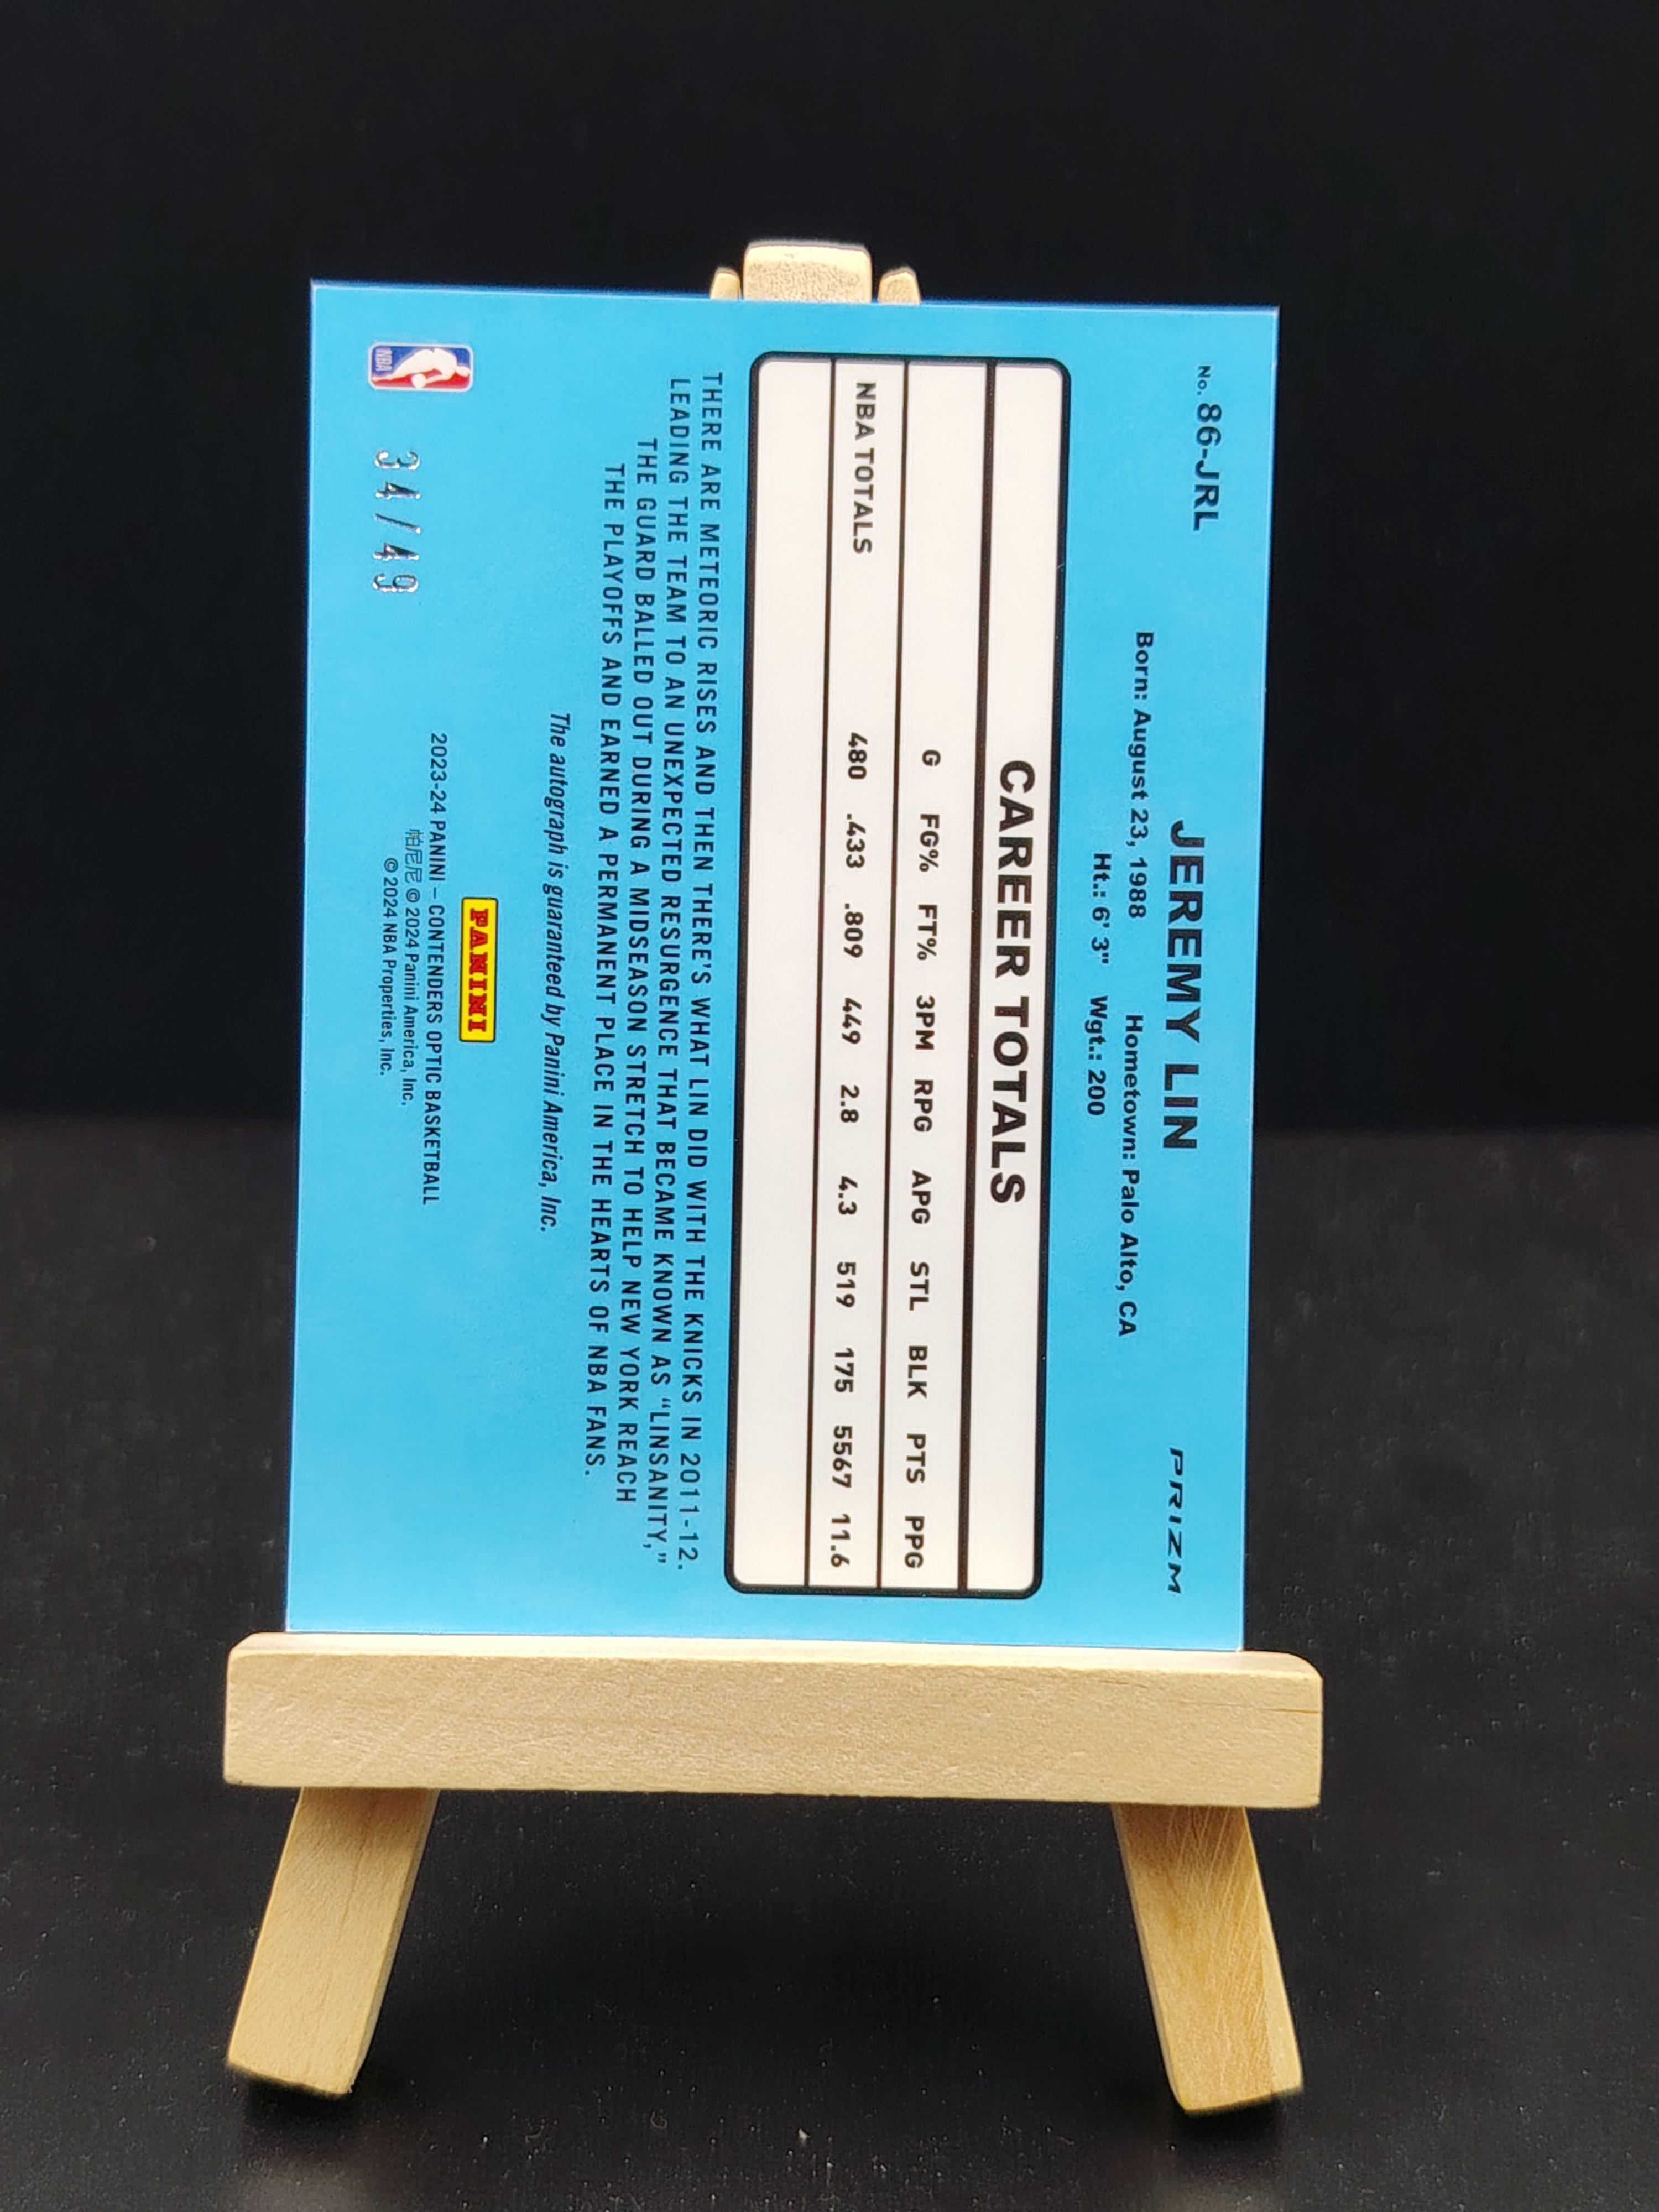 No. 86-JRL
JEREMY LIN
PRIZM
Born: August 23, 1988 Hometown: Palo Alto, CA
Ht.: 6' 3" Wgt.: 200
CAREER TOTALS
G FG% FT% 3PM RPG APG STL BLK PTS PPG
NBA TOTALS 480 .433 .809 449 2.8 4.3 519 175 5567 11.6
THERE ARE METEORIC RISES AND THEN THERE'S WHAT LIN DID WITH THE KNICKS IN 2011-12.
LEADING THE TEAM TO AN UNEXPECTED RESURGENCE THAT BECAME KNOWN AS “LINSANITY,”
THE GUARD BALLED OUT DURING A MIDSEASON STRETCH TO HELP NEW YORK REACH
THE PLAYOFFS AND EARNED A PERMANENT PLACE IN THE HEARTS OF NBA FANS.
The autograph is guaranteed by Panini America, Inc.
PANINI
2023-24 PANINI – CONTENDERS OPTIC BASKETBALL
帕尼尼 © 2024 Panini America, Inc.
© 2024 NBA Properties, Inc.
NBA
34/49